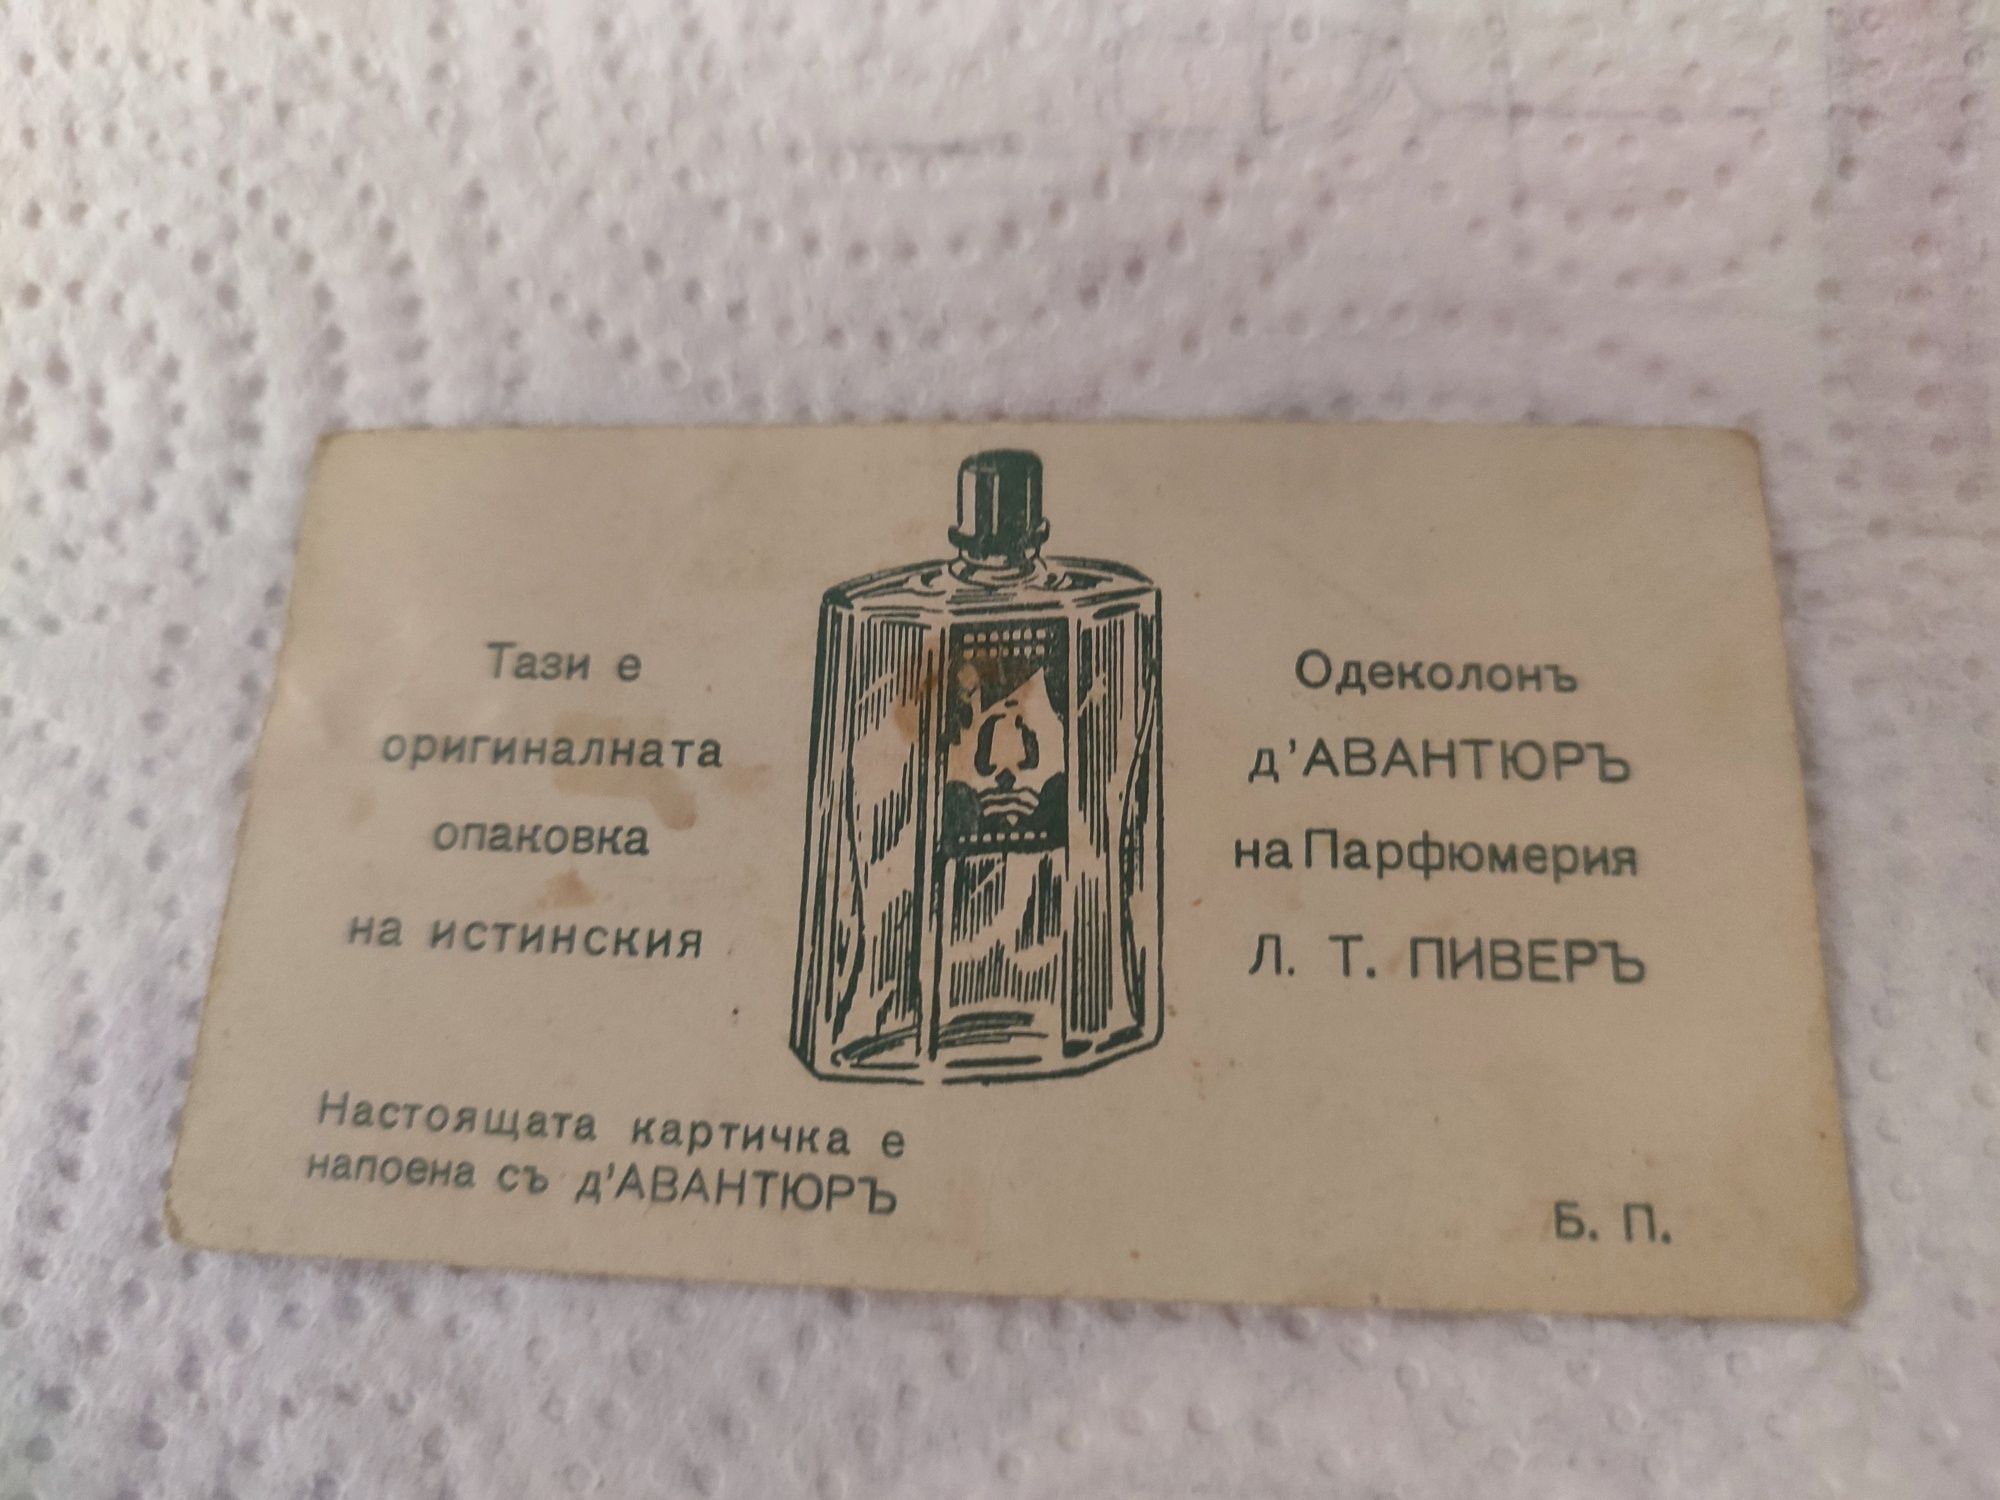 Тази е
оригиналната
опаковка
на истинския
Одеколонъ
д'АВАНТЮРЪ
на Парфюмерия
Л. Т. ПИВЕРЪ
Настоящата картичка е
напоена съ д'АВАНТЮРЪ
Б. П.